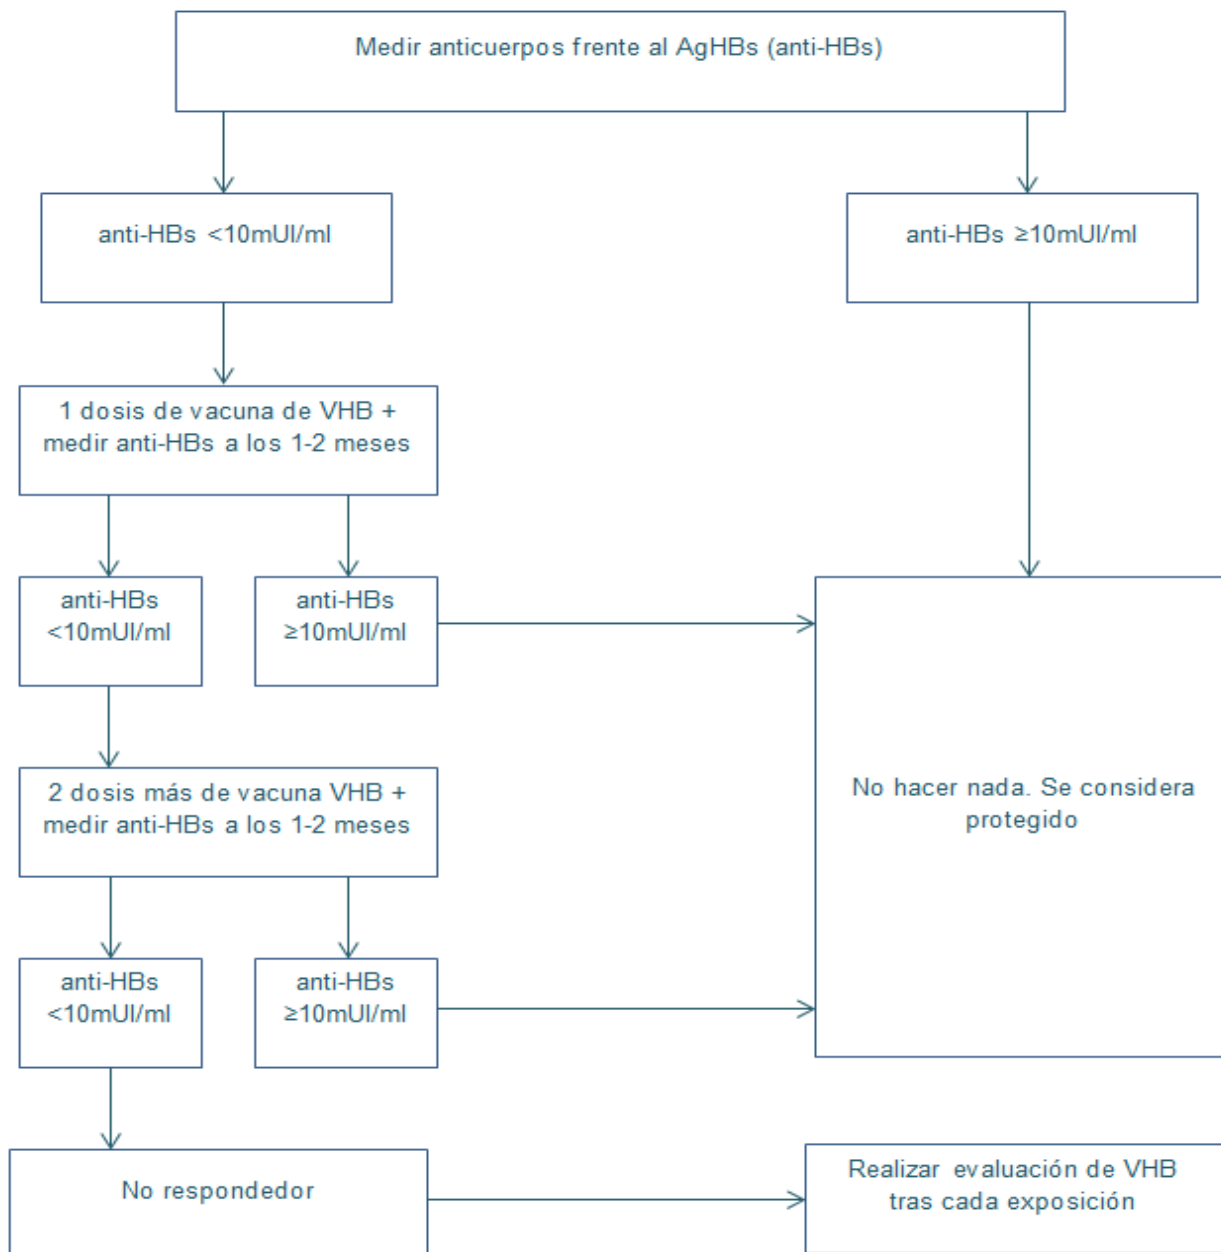 Medir anticuerpos frente al AgHBs (anti-HBs)
anti-HBs <10mUI/ml
anti-HBs ≥10mUI/ml
1 dosis de vacuna de VHB +
medir anti-HBs a los 1-2 meses
anti-HBs
<10mUI/ml
anti-HBs
≥10mUI/ml
2 dosis más de vacuna VHB +
medir anti-HBs a los 1-2 meses
No hacer nada. Se considera
protegido
anti-HBs
<10mUI/ml
anti-HBs
≥10mUI/ml
No respondedor
Realizar evaluación de VHB
tras cada exposición